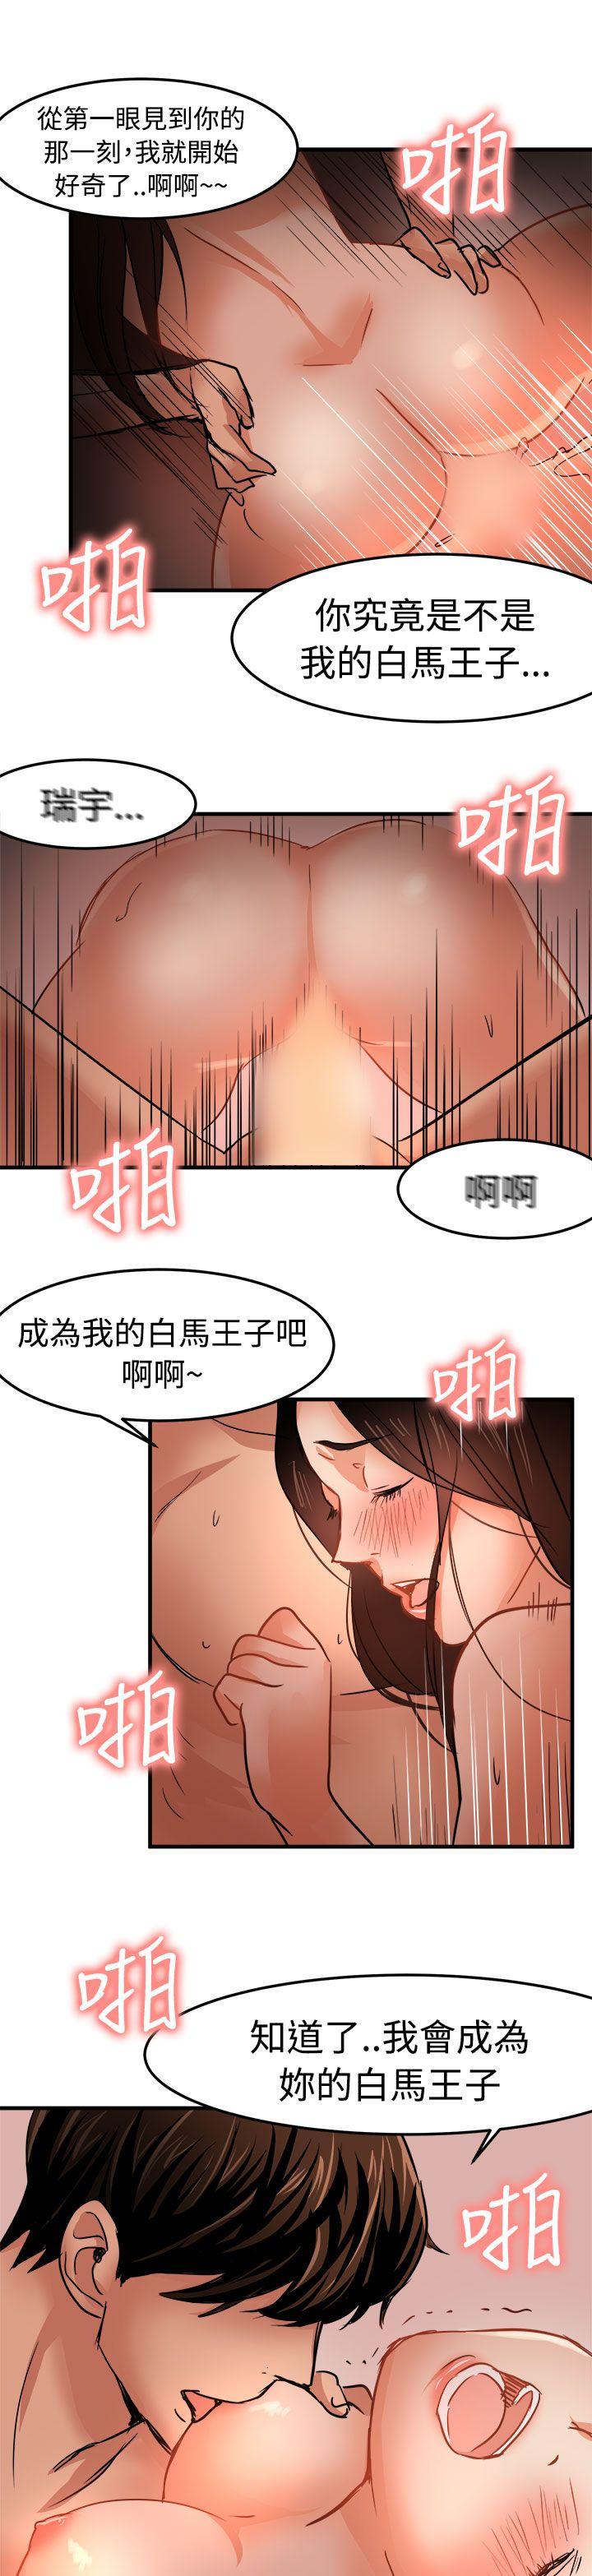 從第一眼見到你的
那一刻,我就開始
好奇了..啊啊~~
啪
啪
你究竟是不是
我的白馬王子...
瑞宇...
啪
啪
啊啊
成為我的白馬王子吧
啊啊~
啪
啪
啪
知道了..我會成為
妳的白馬王子
啪